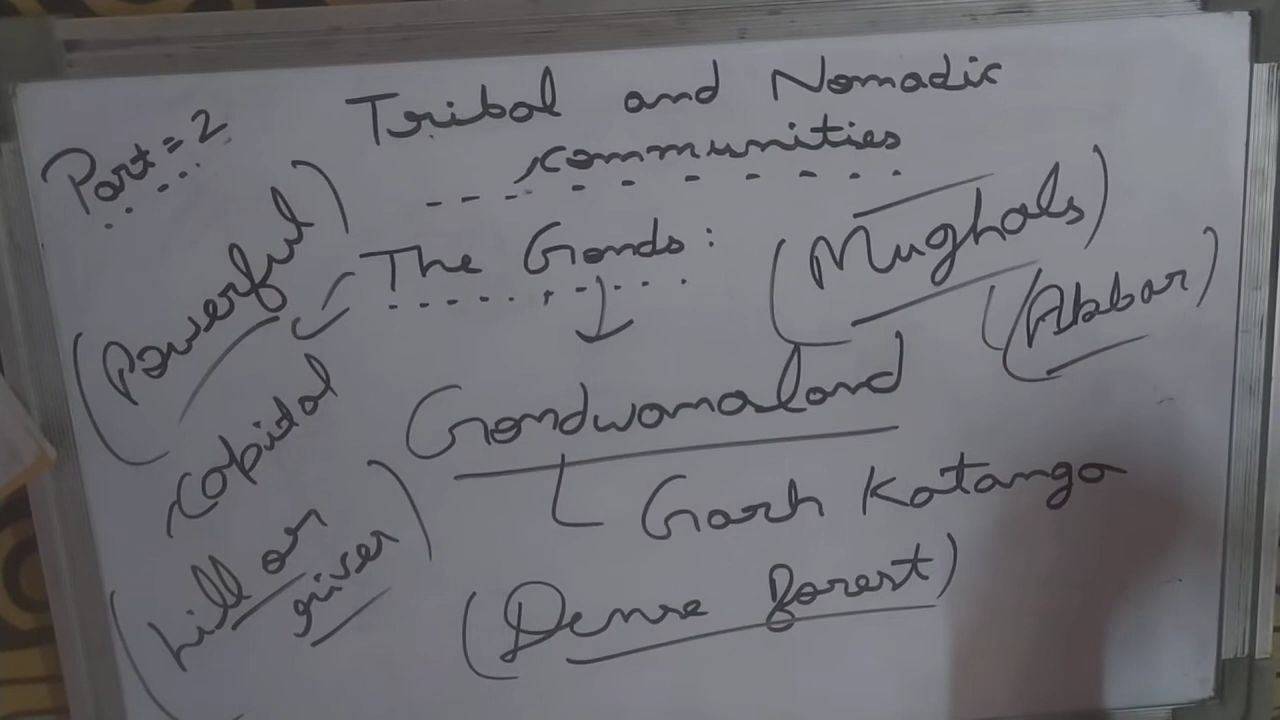 Part = 2
Tribal and Nomadic
communities
(Powerful)
The Gonds:
(Mughals)
(Akbar)
Capital
Gondwanaland
Garh Katanga
(hill or
river)
(Dense forest)